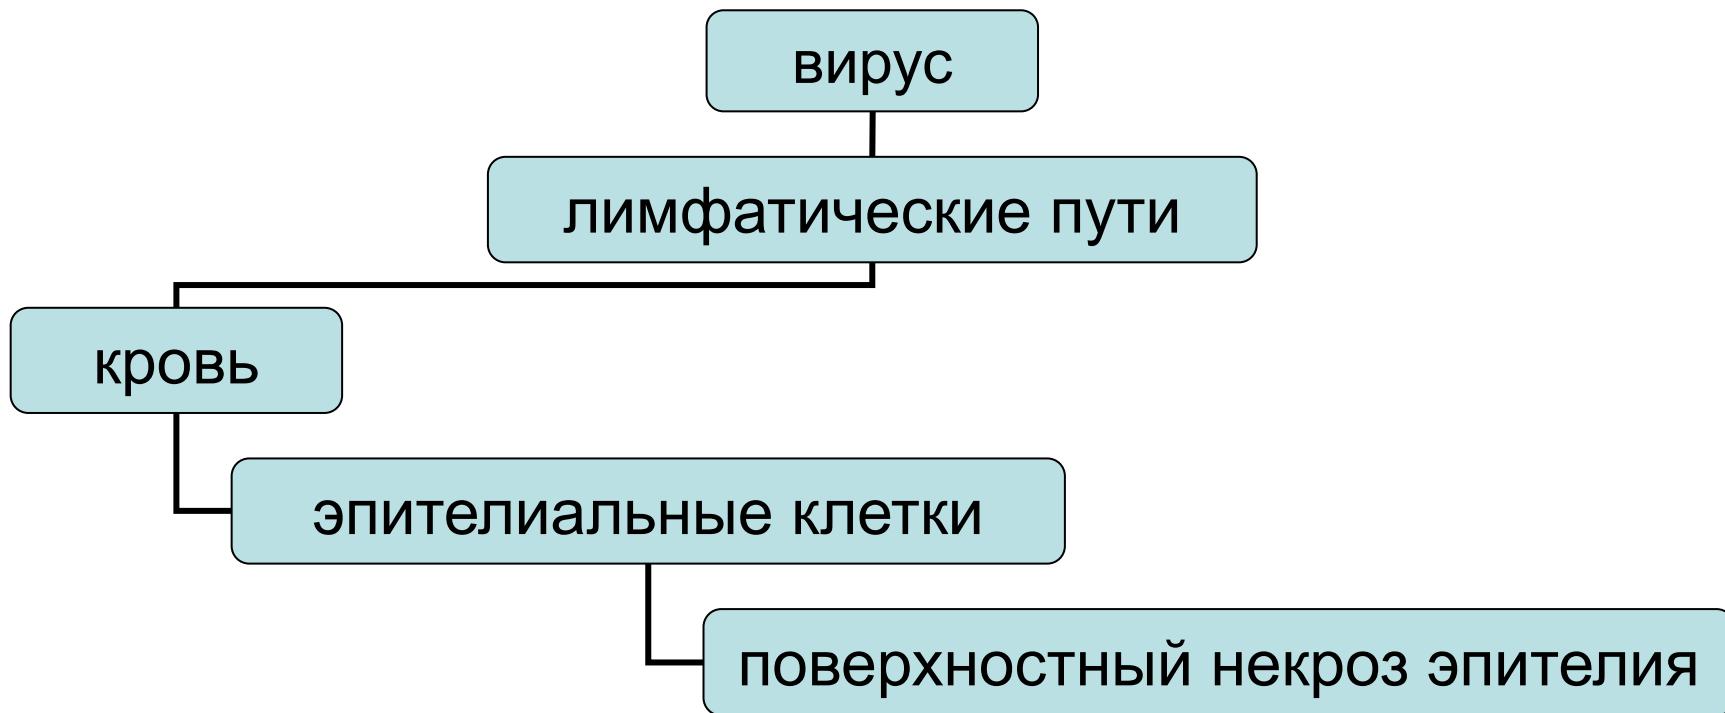 вирус
лимфатические пути
кровь
эпителиальные клетки
поверхностный некроз эпителия